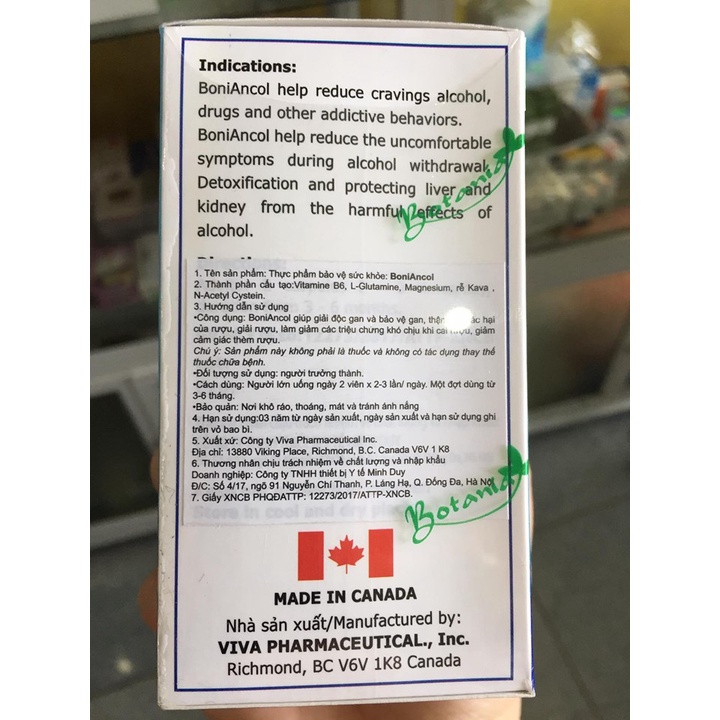 Indications:
BoniAncol help reduce cravings alcohol,
drugs and other addictive behaviors.
BoniAncol help reduce the uncomfortable
symptoms during alcohol withdrawal.
Detoxification and protecting liver and
kidney from the harmful effects of
alcohol.
Botania
1. Tên sản phẩm: Thực phẩm bảo vệ sức khỏe: BoniAncol
2. Thành phần cấu tạo:Vitamine B6, L-Glutamine, Magnesium, rễ Kava ,
N-Acetyl Cystein.
3. Hướng dẫn sử dụng
•Công dụng: BoniAncol giúp giải độc gan và bảo vệ gan, thận hại
của rượu, giải rượu, làm giảm các triệu chứng khó chịu khi cai rượu, giảm
cảm giác thèm rượu.
Chú ý: Sản phẩm này không phải là thuốc và không có tác dụng thay thế
thuốc chữa bệnh.
•Đối tượng sử dụng: người trưởng thành.
•Cách dùng: Người lớn uống ngày 2 viên x 2-3 lần/ ngày. Một đợt dùng từ
3-6 tháng.
•Bảo quản: Nơi khô ráo, thoáng, mát và tránh ánh nắng
4. Hạn sử dụng:03 năm từ ngày sản xuất, ngày sản xuất và hạn sử dụng ghi
trên vỏ bao bì.
5. Xuất xứ: Công ty Viva Pharmaceutical Inc.
Địa chỉ: 13880 Viking Place, Richmond, B.C. Canada V6V 1 K8
6. Thương nhân chịu trách nhiệm về chất lượng và nhập khẩu
Doanh nghiệp: Công ty TNHH thiết bị Y tế Minh Duy
Đ/C: Số 4/17, ngõ 91 Nguyễn Chí Thanh, P. Láng Hạ, Q. Đống Đa, Hà Nội
7. Giấy XNCB PHQĐATTP: 12273/2017/ATTP-XNCB.
Botania
Store in cool and dry
MADE IN CANADA
Nhà sản xuất/Manufactured by:
VIVA PHARMACEUTICAL., Inc.
Richmond, BC V6V 1K8 Canada